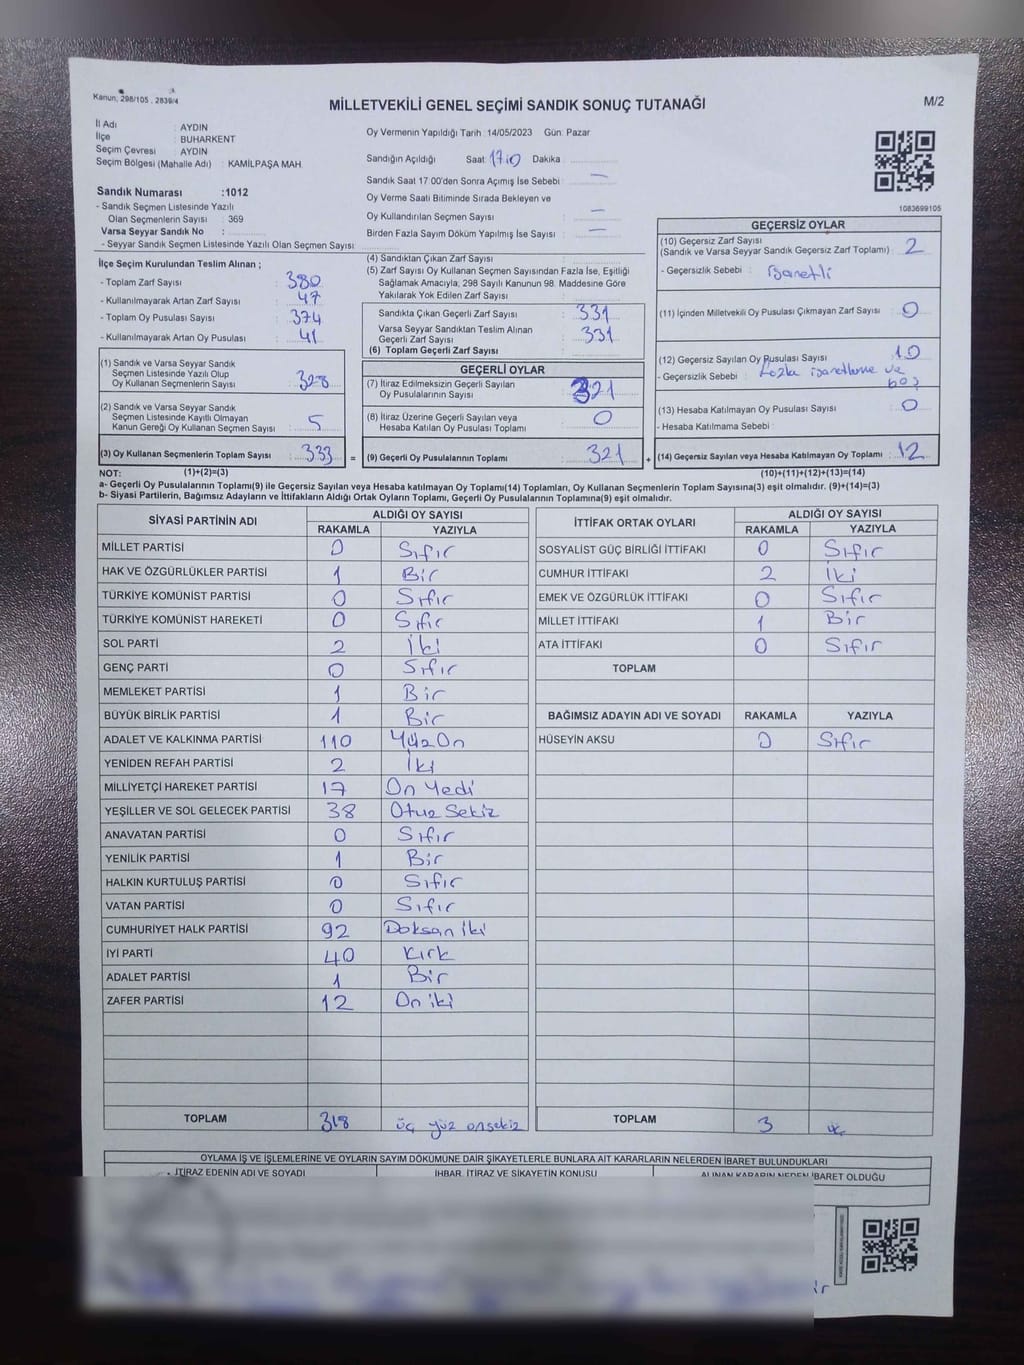 Kanun, 298/105 , 2839/4
MİLLETVEKİLİ GENEL SEÇİMİ SANDIK SONUÇ TUTANAĞI
M/2
İl Adı : AYDIN
İlçe : BUHARKENT
Seçim Çevresi : AYDIN
Seçim Bölgesi (Mahalle Adı) : KAMİLPAŞA MAH.
Sandık Numarası :1012
- Sandık Seçmen Listesinde Yazılı
Olan Seçmenlerin Sayısı : 369
Varsa Seyyar Sandık No :
- Seyyar Sandık Seçmen Listesinde Yazılı Olan Seçmen Sayısı
Oy Vermenin Yapıldığı Tarih :14/05/2023 Gün: Pazar
Sandığın Açıldığı Saat: 17:10 Dakika
Sandık Saat 17:00'den Sonra Açımış İse Sebebi : —
Oy Verme Saati Bitiminde Sırada Bekleyen ve
Oy Kullandırılan Seçmen Sayısı : —
Birden Fazla Sayım Döküm Yapılmış İse Sayısı : —
1083699105
İlçe Seçim Kurulundan Teslim Alınan ;
- Toplam Zarf Sayısı : 380
- Kullanılmayarak Artan Zarf Sayısı : 47
- Toplam Oy Pusulası Sayısı : 374
- Kullanılmayarak Artan Oy Pusulası : 41
(4) Sandıktan Çıkan Zarf Sayısı :
(5) Zarf Sayısı Oy Kullanan Seçmen Sayısından Fazla İse, Eşitliği
Sağlamak Amacıyla, 298 Sayılı Kanunun 98. Maddesine Göre
Yakılarak Yok Edilen Zarf Sayısı :
Sandıkta Çıkan Geçerli Zarf Sayısı : 331
Varsa Seyyar Sandıktan Teslim Alınan
Geçerli Zarf Sayısı : 331
(6) Toplam Geçerli Zarf Sayısı
GEÇERSİZ OYLAR
(10) Geçersiz Zarf Sayısı
(Sandık ve Varsa Seyyar Sandık Geçersiz Zarf Toplamı) : 2
- Geçersizlik Sebebi : işaretli
(11) İçinden Milletvekili Oy Pusulası Çıkmayan Zarf Sayısı : 0
(12) Geçersiz Sayılan Oy Pusulası Sayısı : 10
- Geçersizlik Sebebi : Fazla işaretleme ve
boş
(13) Hesaba Katılmayan Oy Pusulası Sayısı : 0
- Hesaba Katılmama Sebebi :
(14) Geçersiz Sayılan veya Hesaba Katılmayan Oy Toplamı : 12
(1) Sandık ve Varsa Seyyar Sandık
Seçmen Listesinde Yazılı Olup
Oy Kullanan Seçmenlerin Sayısı : 328
(2) Sandık ve Varsa Seyyar Sandık
Seçmen Listesinde Kayıtlı Olmayan
Kanun Gereği Oy Kullanan Seçmen Sayısı : 5
(3) Oy Kullanan Seçmenlerin Toplam Sayısı : 333 =
GEÇERLİ OYLAR
(7) İtiraz Edilmeksizin Geçerli Sayılan
Oy Pusulalarının Sayısı : 321
(8) İtiraz Üzerine Geçerli Sayılan veya
Hesaba Katılan Oy Pusulası Toplamı : 0
(9) Geçerli Oy Pusulalarının Toplamı : 321 +
NOT: (1)+(2)=(3) (10)+(11)+(12)+(13)=(14)
a- Geçerli Oy Pusulalarının Toplamı(9) ile Geçersiz Sayılan veya Hesaba Katılmayan Oy Toplamı(14) Toplamları, Oy Kullanan Seçmenlerin Toplam Sayısına(3) eşit olmalıdır. (9)+(14)=(3)
b- Siyasi Partilerin, Bağımsız Adayların ve İttifakların Aldığı Ortak Oyların Toplamı, Geçerli Oy Pusulalarının Toplamına(9) eşit olmalıdır.
SİYASİ PARTİNİN ADI ALDIĞI OY SAYISI
RAKAMLA YAZIYLA
MİLLET PARTİSİ 0 Sıfır
HAK VE ÖZGÜRLÜKLER PARTİSİ 1 Bir
TÜRKİYE KOMÜNİST PARTİSİ 0 Sıfır
TÜRKİYE KOMÜNİST HAREKETİ 0 Sıfır
SOL PARTİ 2 İki
GENÇ PARTİ 0 Sıfır
MEMLEKET PARTİSİ 1 Bir
BÜYÜK BİRLİK PARTİSİ 1 Bir
ADALET VE KALKINMA PARTİSİ 110 YüzOn
YENİDEN REFAH PARTİSİ 2 İki
MİLLİYETÇİ HAREKET PARTİSİ 17 On Yedi
YEŞİLLER VE SOL GELECEK PARTİSİ 38 Otuz Sekiz
ANAVATAN PARTİSİ 0 Sıfır
YENİLİK PARTİSİ 1 Bir
HALKIN KURTULUŞ PARTİSİ 0 Sıfır
VATAN PARTİSİ 0 Sıfır
CUMHURİYET HALK PARTİSİ 92 Doksan iki
İYİ PARTİ 40 Kırk
ADALET PARTİSİ 1 Bir
ZAFER PARTİSİ 12 On iki
TOPLAM 318 üç yüz onsekiz
İTTİFAK ORTAK OYLARI ALDIĞI OY SAYISI
RAKAMLA YAZIYLA
SOSYALİST GÜÇ BİRLİĞİ İTTİFAKI 0 Sıfır
CUMHUR İTTİFAKI 2 İki
EMEK VE ÖZGÜRLÜK İTTİFAKI 0 Sıfır
MİLLET İTTİFAKI 1 Bir
ATA İTTİFAKI 0 Sıfır
TOPLAM
BAĞIMSIZ ADAYIN ADI VE SOYADI RAKAMLA YAZIYLA
HÜSEYİN AKSU 0 Sıfır
TOPLAM 3 üç
OYLAMA İŞ VE İŞLEMLERİNE VE OYLARIN SAYIM DÖKÜMÜNE DAİR ŞİKAYETLERLE BUNLARA AİT KARARLARIN NELERDEN İBARET BULUNDUKLARI
İTİRAZ EDENİN ADI VE SOYADI İHBAR, İTİRAZ VE ŞİKAYETİN KONUSU ALINAN KARARIN NEDEN İBARET OLDUĞU